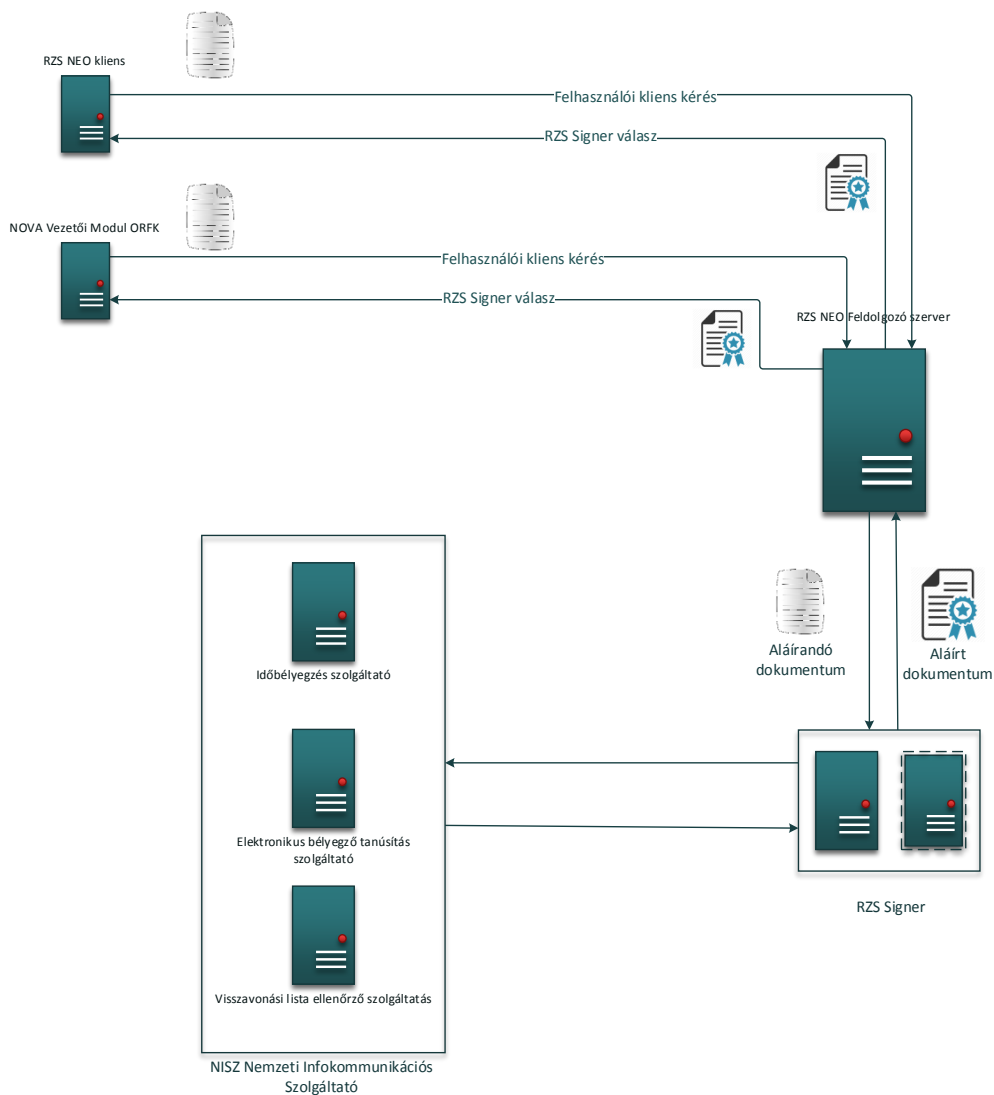 RZS NEO kliens
Felhasználói kliens kérés
RZS Signer válasz
NOVA Vezetői Modul ORFK
Felhasználói kliens kérés
RZS Signer válasz
RZS NEO Feldolgozó szerver
Időbélyegzés szolgáltató
Aláírandó
dokumentum
Aláírt
dokumentum
Elektronikus bélyegző tanúsítás
szolgáltató
RZS Signer
Visszavonási lista ellenőrző szolgáltatás
NISZ Nemzeti Infokommunikációs
Szolgáltató